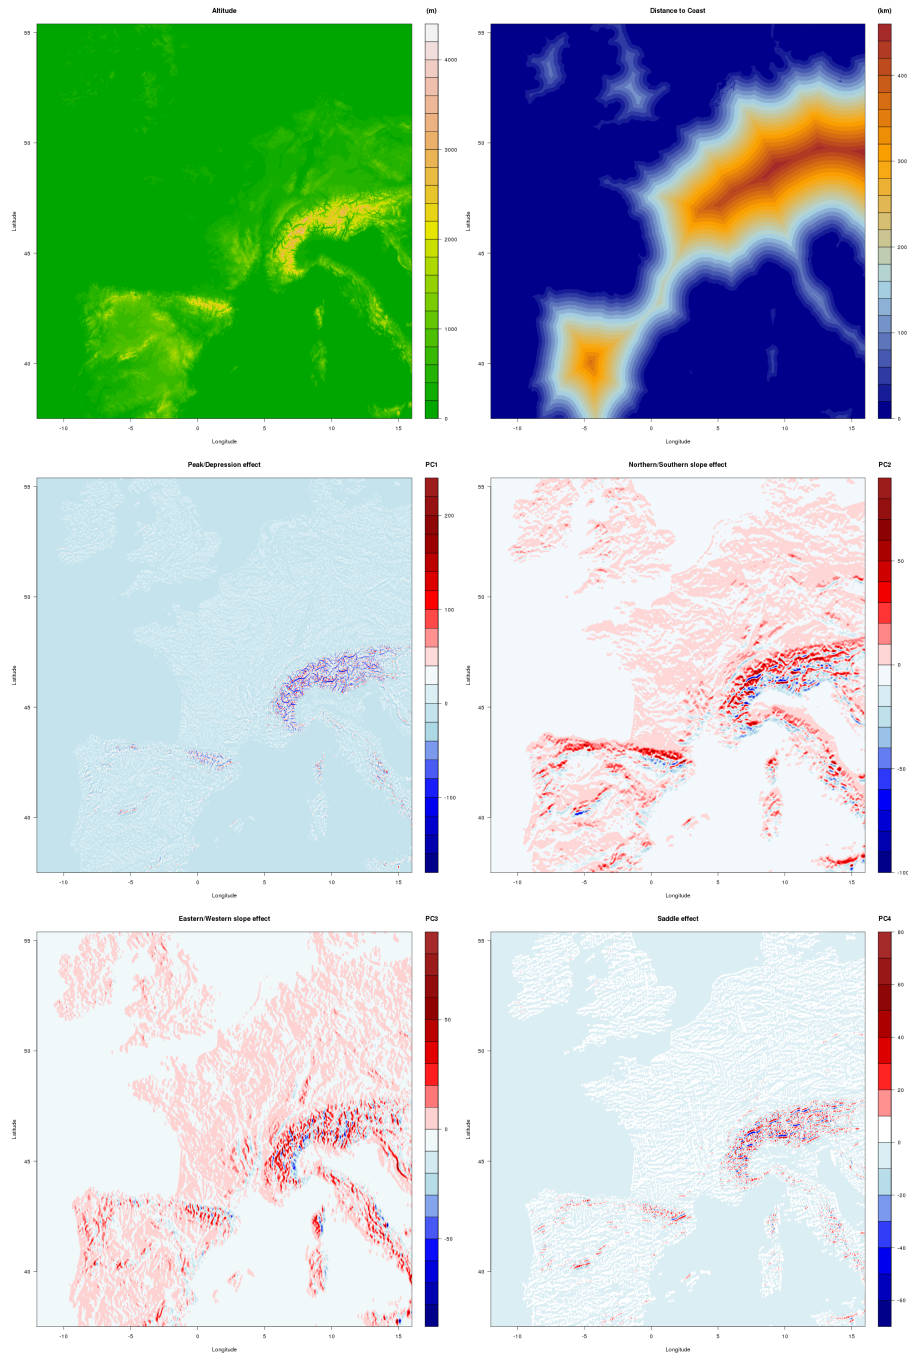 Altitude (m)
55
50
45
40
Latitude
-10 -5 0 5 10 15
Longitude
4000
3000
2000
1000
0
Distance to Coast (km)
55
50
45
40
Latitude
-10 -5 0 5 10 15
Longitude
400
300
200
100
0
Peak/Depression effect PC1
55
50
45
40
Latitude
-10 -5 0 5 10 15
Longitude
200
100
0
-100
Northern/Southern slope effect PC2
55
50
45
40
Latitude
-10 -5 0 5 10 15
Longitude
50
0
-50
-100
Eastern/Western slope effect PC3
55
50
45
40
Latitude
-10 -5 0 5 10 15
Longitude
50
0
-50
Saddle effect PC4
55
50
45
40
Latitude
-10 -5 0 5 10 15
Longitude
80
60
40
20
0
-20
-40
-60